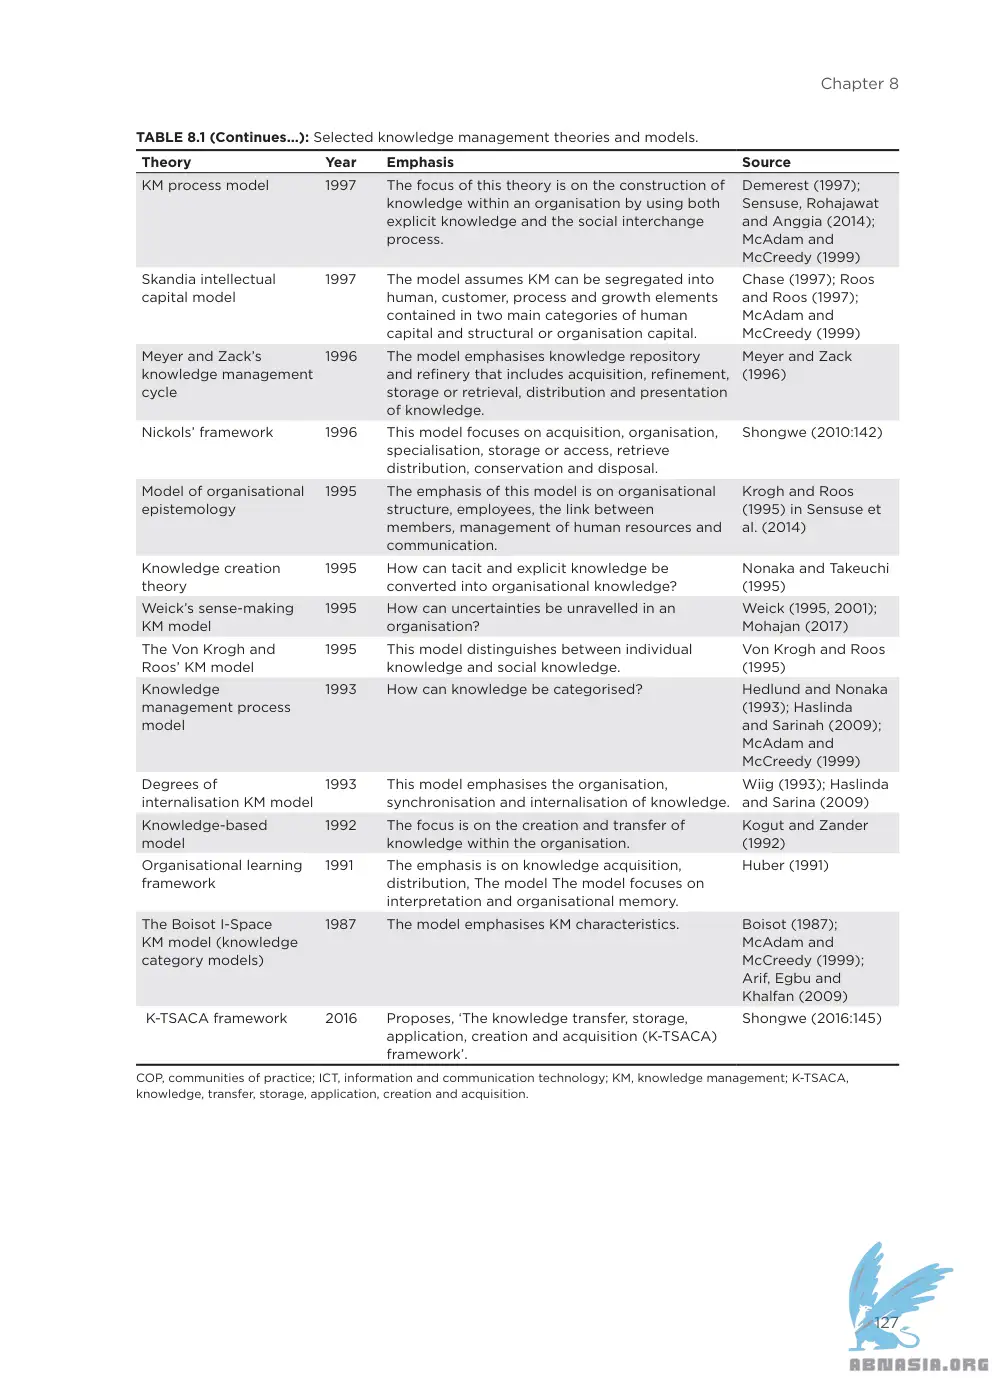 Chapter 8
TABLE 8.1 (Continues...): Selected knowledge management theories and models.
Theory Year Emphasis Source
KM process model 1997 The focus of this theory is on the construction of Demerest (1997);
knowledge within an organisation by using both Sensuse, Rohajawat
explicit knowledge and the social interchange and Anggia (2014);
process. McAdam and
McCreedy (1999)
Skandia intellectual 1997 The model assumes KM can be segregated into Chase (1997); Roos
capital model human, customer, process and growth elements and Roos (1997);
contained in two main categories of human McAdam and
capital and structural or organisation capital. McCreedy (1999)
Meyer and Zack’s 1996 The model emphasises knowledge repository Meyer and Zack
knowledge management and refinery that includes acquisition, refinement, (1996)
cycle storage or retrieval, distribution and presentation
of knowledge.
Nickols’ framework 1996 This model focuses on acquisition, organisation, Shongwe (2010:142)
specialisation, storage or access, retrieve
distribution, conservation and disposal.
Model of organisational 1995 The emphasis of this model is on organisational Krogh and Roos
epistemology structure, employees, the link between (1995) in Sensuse et
members, management of human resources and al. (2014)
communication.
Knowledge creation 1995 How can tacit and explicit knowledge be Nonaka and Takeuchi
theory converted into organisational knowledge? (1995)
Weick’s sense-making 1995 How can uncertainties be unravelled in an Weick (1995, 2001);
KM model organisation? Mohajan (2017)
The Von Krogh and 1995 This model distinguishes between individual Von Krogh and Roos
Roos’ KM model knowledge and social knowledge. (1995)
Knowledge 1993 How can knowledge be categorised? Hedlund and Nonaka
management process (1993); Haslinda
model and Sarinah (2009);
McAdam and
McCreedy (1999)
Degrees of 1993 This model emphasises the organisation, Wiig (1993); Haslinda
internalisation KM model synchronisation and internalisation of knowledge. and Sarina (2009)
Knowledge-based 1992 The focus is on the creation and transfer of Kogut and Zander
model knowledge within the organisation. (1992)
Organisational learning 1991 The emphasis is on knowledge acquisition, Huber (1991)
framework distribution, The model The model focuses on
interpretation and organisational memory.
The Boisot I-Space 1987 The model emphasises KM characteristics. Boisot (1987);
KM model (knowledge McAdam and
category models) McCreedy (1999);
Arif, Egbu and
Khalfan (2009)
K-TSACA framework 2016 Proposes, ‘The knowledge transfer, storage, Shongwe (2016:145)
application, creation and acquisition (K-TSACA)
framework’.
COP, communities of practice; ICT, information and communication technology; KM, knowledge management; K-TSACA,
knowledge, transfer, storage, application, creation and acquisition.
127
ABNASIA.ORG